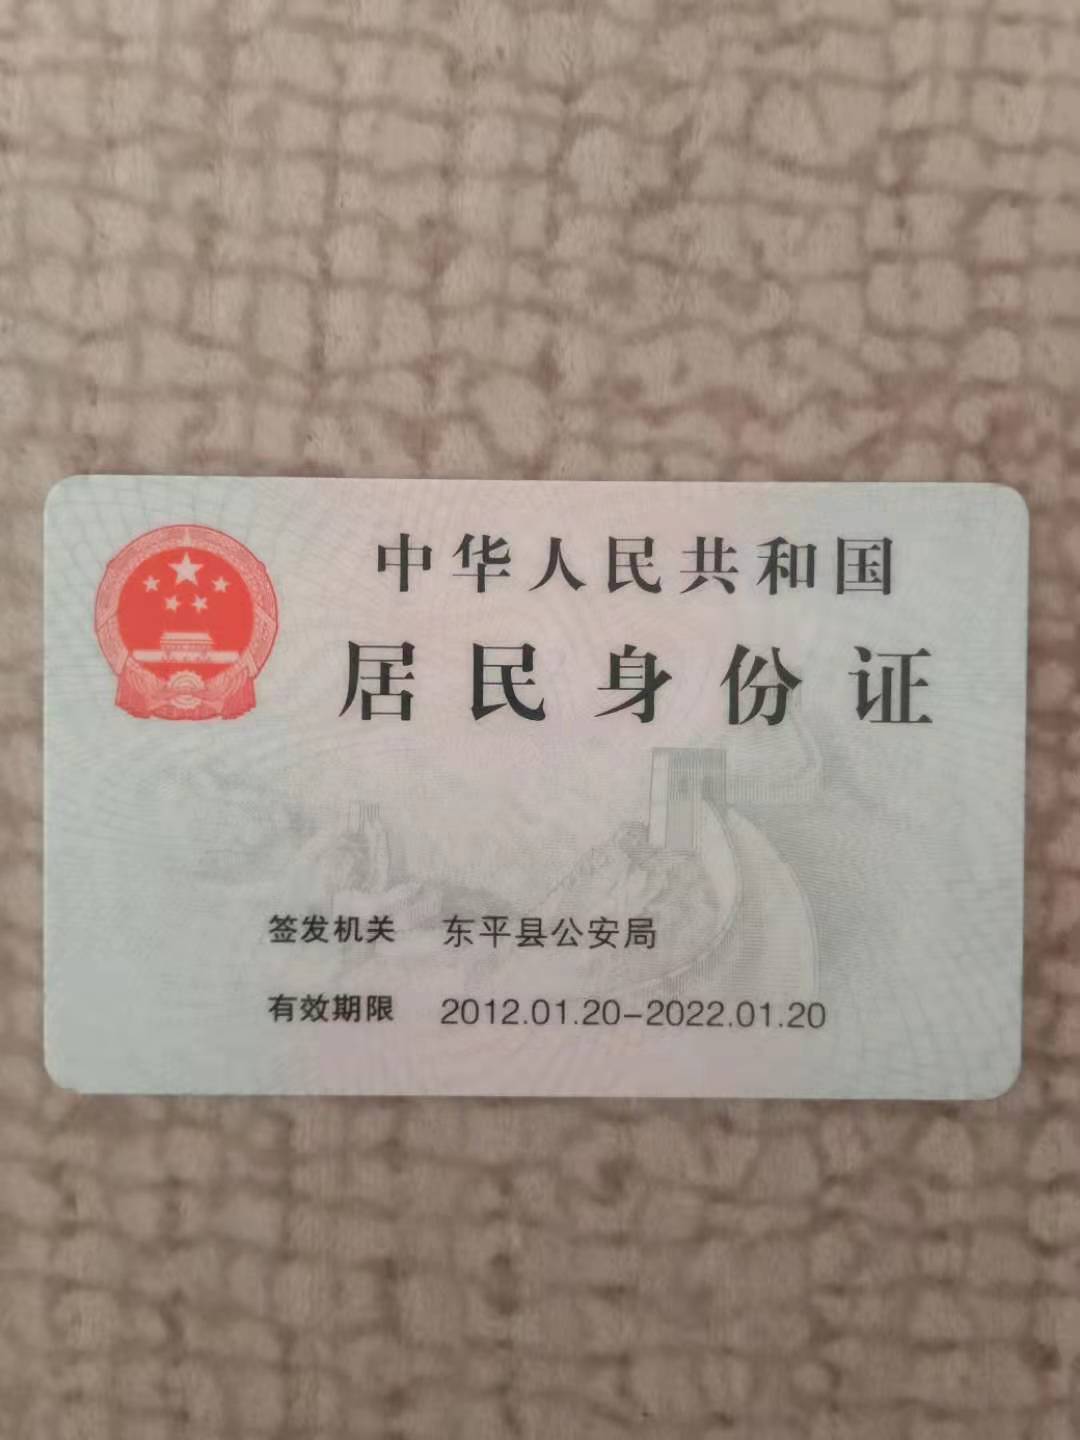 中华人民共和国
居民身份证
签发机关 东平县公安局
有效期限 2012.01.20-2022.01.20